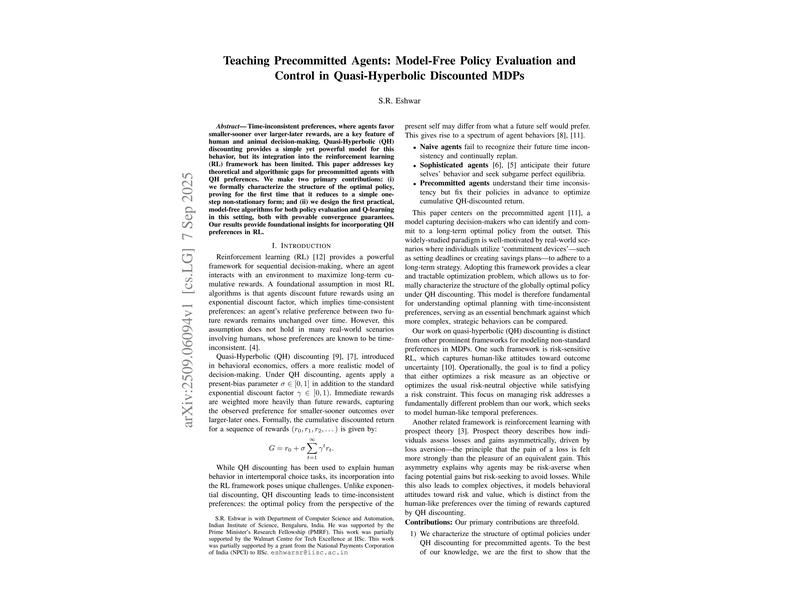 Teaching Precommitted Agents: Model-Free Policy Evaluation and
Control in Quasi-Hyperbolic Discounted MDPs
S.R. Eshwar
arXiv:2509.06094v1 [cs.LG] 7 Sep 2025
Abstract— Time-inconsistent preferences, where agents favor
smaller-sooner over larger-later rewards, are a key feature of
human and animal decision-making. Quasi-Hyperbolic (QH)
discounting provides a simple yet powerful model for this
behavior, but its integration into the reinforcement learning
(RL) framework has been limited. This paper addresses key
theoretical and algorithmic gaps for precommitted agents with
QH preferences. We make two primary contributions: (i)
we formally characterize the structure of the optimal policy,
proving for the first time that it reduces to a simple one-
step non-stationary form; and (ii) we design the first practical,
model-free algorithms for both policy evaluation and Q-learning
in this setting, both with provable convergence guarantees.
Our results provide foundational insights for incorporating QH
preferences in RL.
I. INTRODUCTION
Reinforcement learning (RL) [12] provides a powerful
framework for sequential decision-making, where an agent
interacts with an environment to maximize long-term cu-
mulative rewards. A foundational assumption in most RL
algorithms is that agents discount future rewards using an
exponential discount factor, which implies time-consistent
preferences: an agent's relative preference between two fu-
ture rewards remains unchanged over time. However, this
assumption does not hold in many real-world scenarios
involving humans, whose preferences are known to be time-
inconsistent. [4].
Quasi-Hyperbolic (QH) discounting [9], [7], introduced
in behavioral economics, offers a more realistic model of
decision-making. Under QH discounting, agents apply a
present-bias parameter σ ∈ [0, 1] in addition to the standard
exponential discount factor γ ∈ [0, 1). Immediate rewards
are weighted more heavily than future rewards, capturing
the observed preference for smaller-sooner outcomes over
larger-later ones. Formally, the cumulative discounted return
for a sequence of rewards (r₀, r₁, r₂, . . . ) is given by:
G = r₀ + σ ∑_{t=1}^{∞} γᵗrₜ.
While QH discounting has been used to explain human
behavior in intertemporal choice tasks, its incorporation into
the RL framework poses unique challenges. Unlike exponen-
tial discounting, QH discounting leads to time-inconsistent
preferences: the optimal policy from the perspective of the
S.R. Eshwar is with Department of Computer Science and Automation,
Indian Institute of Science, Bengaluru, India. He was supported by the
Prime Minister's Research Fellowship (PMRF). This work was partially
supported by the Walmart Centre for Tech Excellence at IISc. This work
was partially supported by a grant from the National Payments Corporation
of India (NPCI) to IISc. eshwarsr@iisc.ac.in
present self may differ from what a future self would prefer.
This gives rise to a spectrum of agent behaviors [8], [11].
• Naive agents fail to recognize their future time incon-
sistency and continually replan.
• Sophisticated agents [6], [5] anticipate their future
selves' behavior and seek subgame perfect equilibria.
• Precommitted agents understand their time inconsis-
tency but fix their policies in advance to optimize
cumulative QH-discounted return.
This paper centers on the precommitted agent [11], a
model capturing decision-makers who can identify and com-
mit to a long-term optimal policy from the outset. This
widely-studied paradigm is well-motivated by real-world sce-
narios where individuals utilize 'commitment devices'—such
as setting deadlines or creating savings plans—to adhere to a
long-term strategy. Adopting this framework provides a clear
and tractable optimization problem, which allows us to for-
mally characterize the structure of the globally optimal policy
under QH discounting. This model is therefore fundamental
for understanding optimal planning with time-inconsistent
preferences, serving as an essential benchmark against which
more complex, strategic behaviors can be compared.
Our work on quasi-hyperbolic (QH) discounting is distinct
from other prominent frameworks for modeling non-standard
preferences in MDPs. One such framework is risk-sensitive
RL, which captures human-like attitudes toward outcome
uncertainty [10]. Operationally, the goal is to find a policy
that either optimizes a risk measure as an objective or
optimizes the usual risk-neutral objective while satisfying
a risk constraint. This focus on managing risk addresses a
fundamentally different problem than our work, which seeks
to model human-like temporal preferences.
Another related framework is reinforcement learning with
prospect theory [3]. Prospect theory describes how indi-
viduals assess losses and gains asymmetrically, driven by
loss aversion—the principle that the pain of a loss is felt
more strongly than the pleasure of an equivalent gain. This
asymmetry explains why agents may be risk-averse when
facing potential gains but risk-seeking to avoid losses. While
this also leads to complex objectives, it models behavioral
attitudes toward risk and value, which is distinct from the
human-like preferences over the timing of rewards captured
by QH discounting.
Contributions: Our primary contributions are threefold.
1) We characterize the structure of optimal policies under
QH discounting for precommitted agents. To the best
of our knowledge, we are the first to show that the